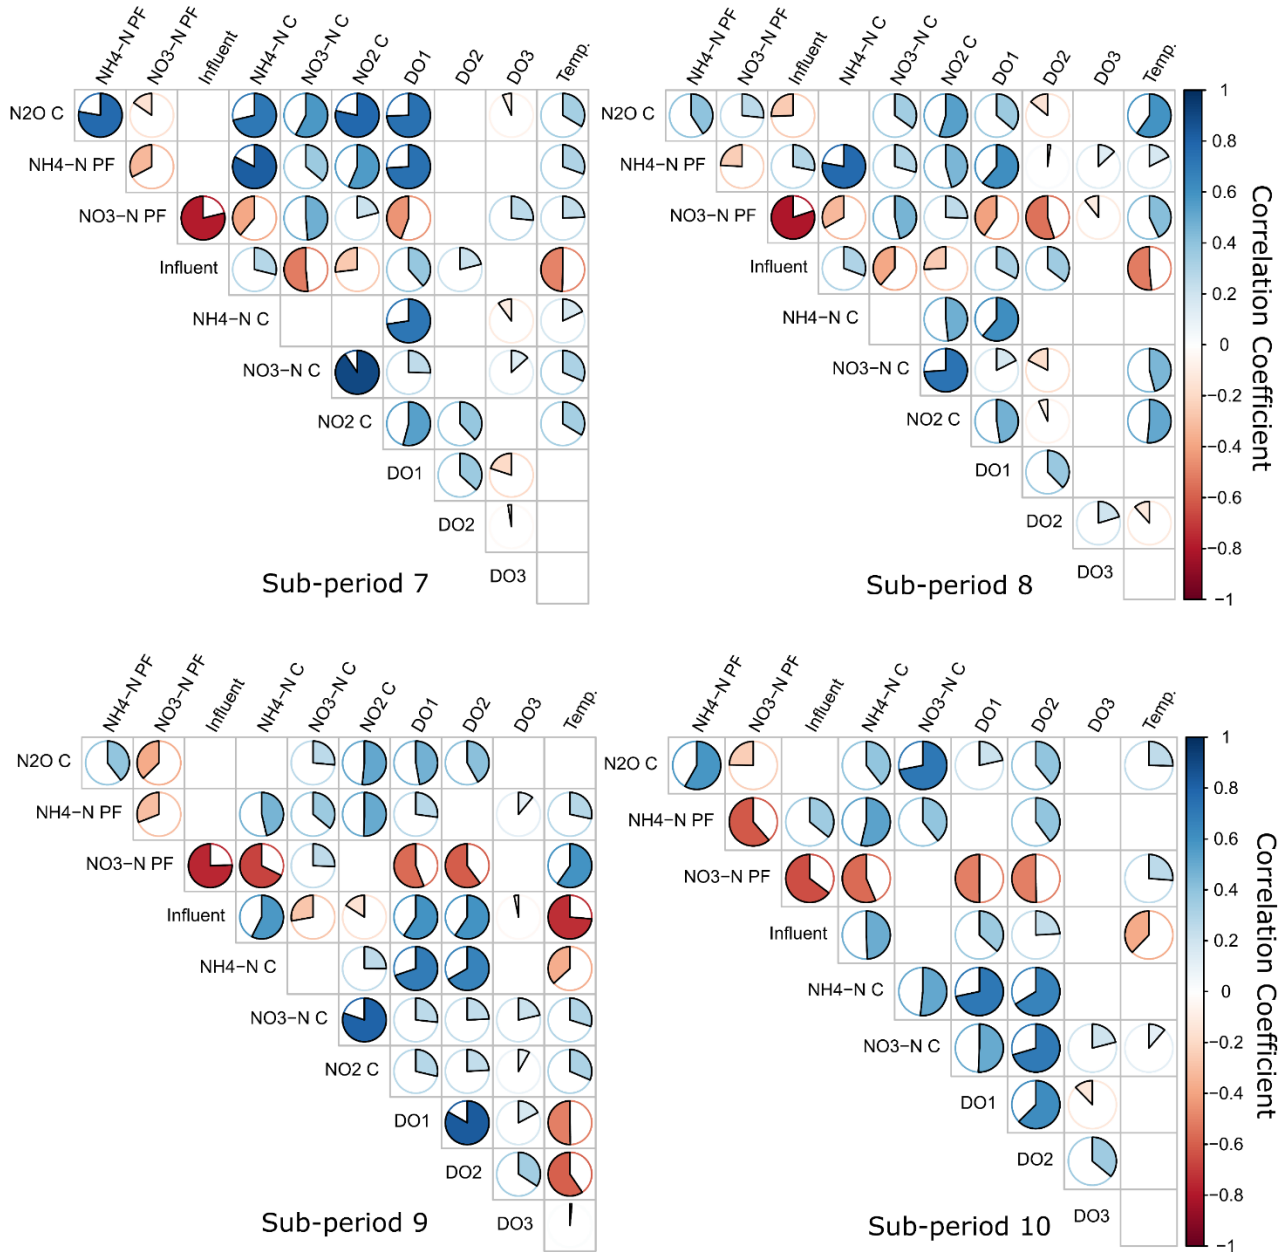 NH4−N PF NO3−N PF Influent NH4−N C NO3−N C NO2 C DO1 DO2 DO3 Temp.
N2O C
NH4−N PF
NO3−N PF
Influent
NH4−N C
NO3−N C
NO2 C
DO1
DO2
DO3
Sub-period 7
NH4−N PF NO3−N PF Influent NH4−N C NO3−N C NO2 C DO1 DO2 DO3 Temp.
N2O C
NH4−N PF
NO3−N PF
Influent
NH4−N C
NO3−N C
NO2 C
DO1
DO2
DO3
Sub-period 8
1
0.8
0.6
0.4
0.2
0
−0.2
−0.4
−0.6
−0.8
−1
Correlation Coefficient
NH4−N PF NO3−N PF Influent NH4−N C NO3−N C NO2 C DO1 DO2 DO3 Temp.
N2O C
NH4−N PF
NO3−N PF
Influent
NH4−N C
NO3−N C
NO2 C
DO1
DO2
DO3
Sub-period 9
NH4−N PF NO3−N PF Influent NH4−N C NO3−N C DO1 DO2 DO3 Temp.
N2O C
NH4−N PF
NO3−N PF
Influent
NH4−N C
NO3−N C
DO1
DO2
DO3
Sub-period 10
1
0.8
0.6
0.4
0.2
0
−0.2
−0.4
−0.6
−0.8
−1
Correlation Coefficient